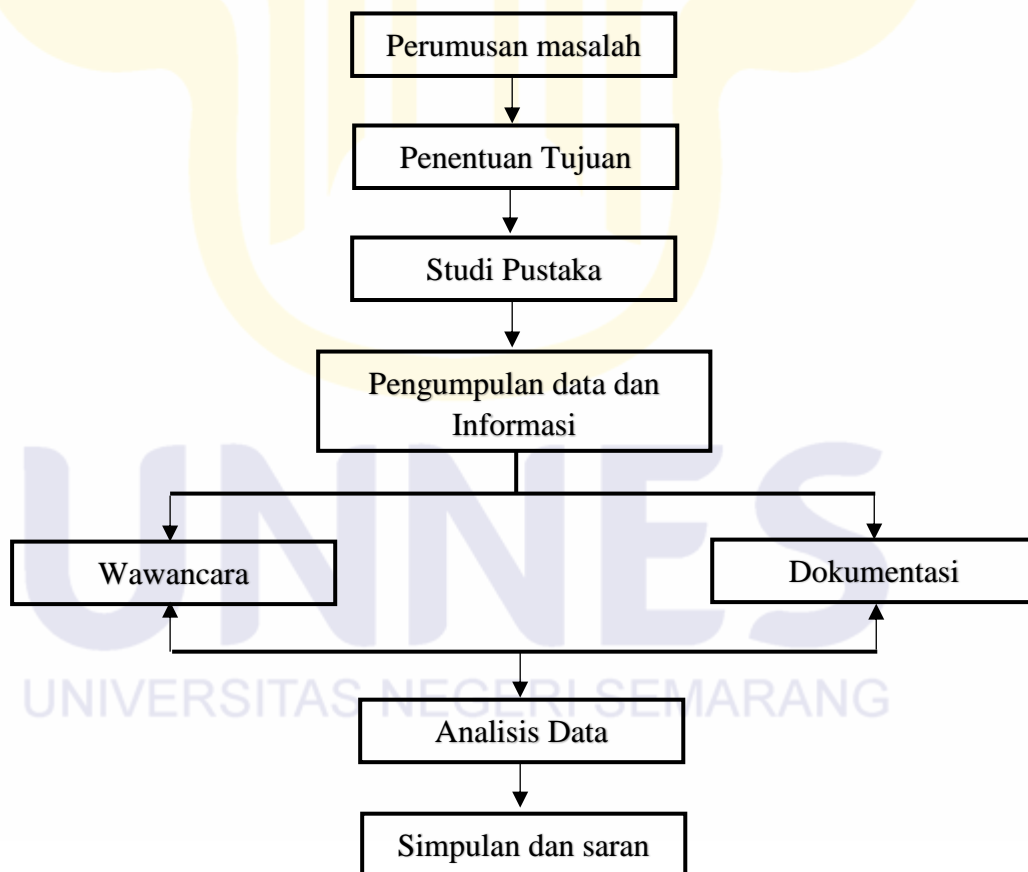 Perumusan masalah
Penentuan Tujuan
Studi Pustaka
Pengumpulan data dan
Informasi
UNNES
Wawancara
Dokumentasi
UNIVERSITAS NEGERI SEMARANG
Analisis Data
Simpulan dan saran